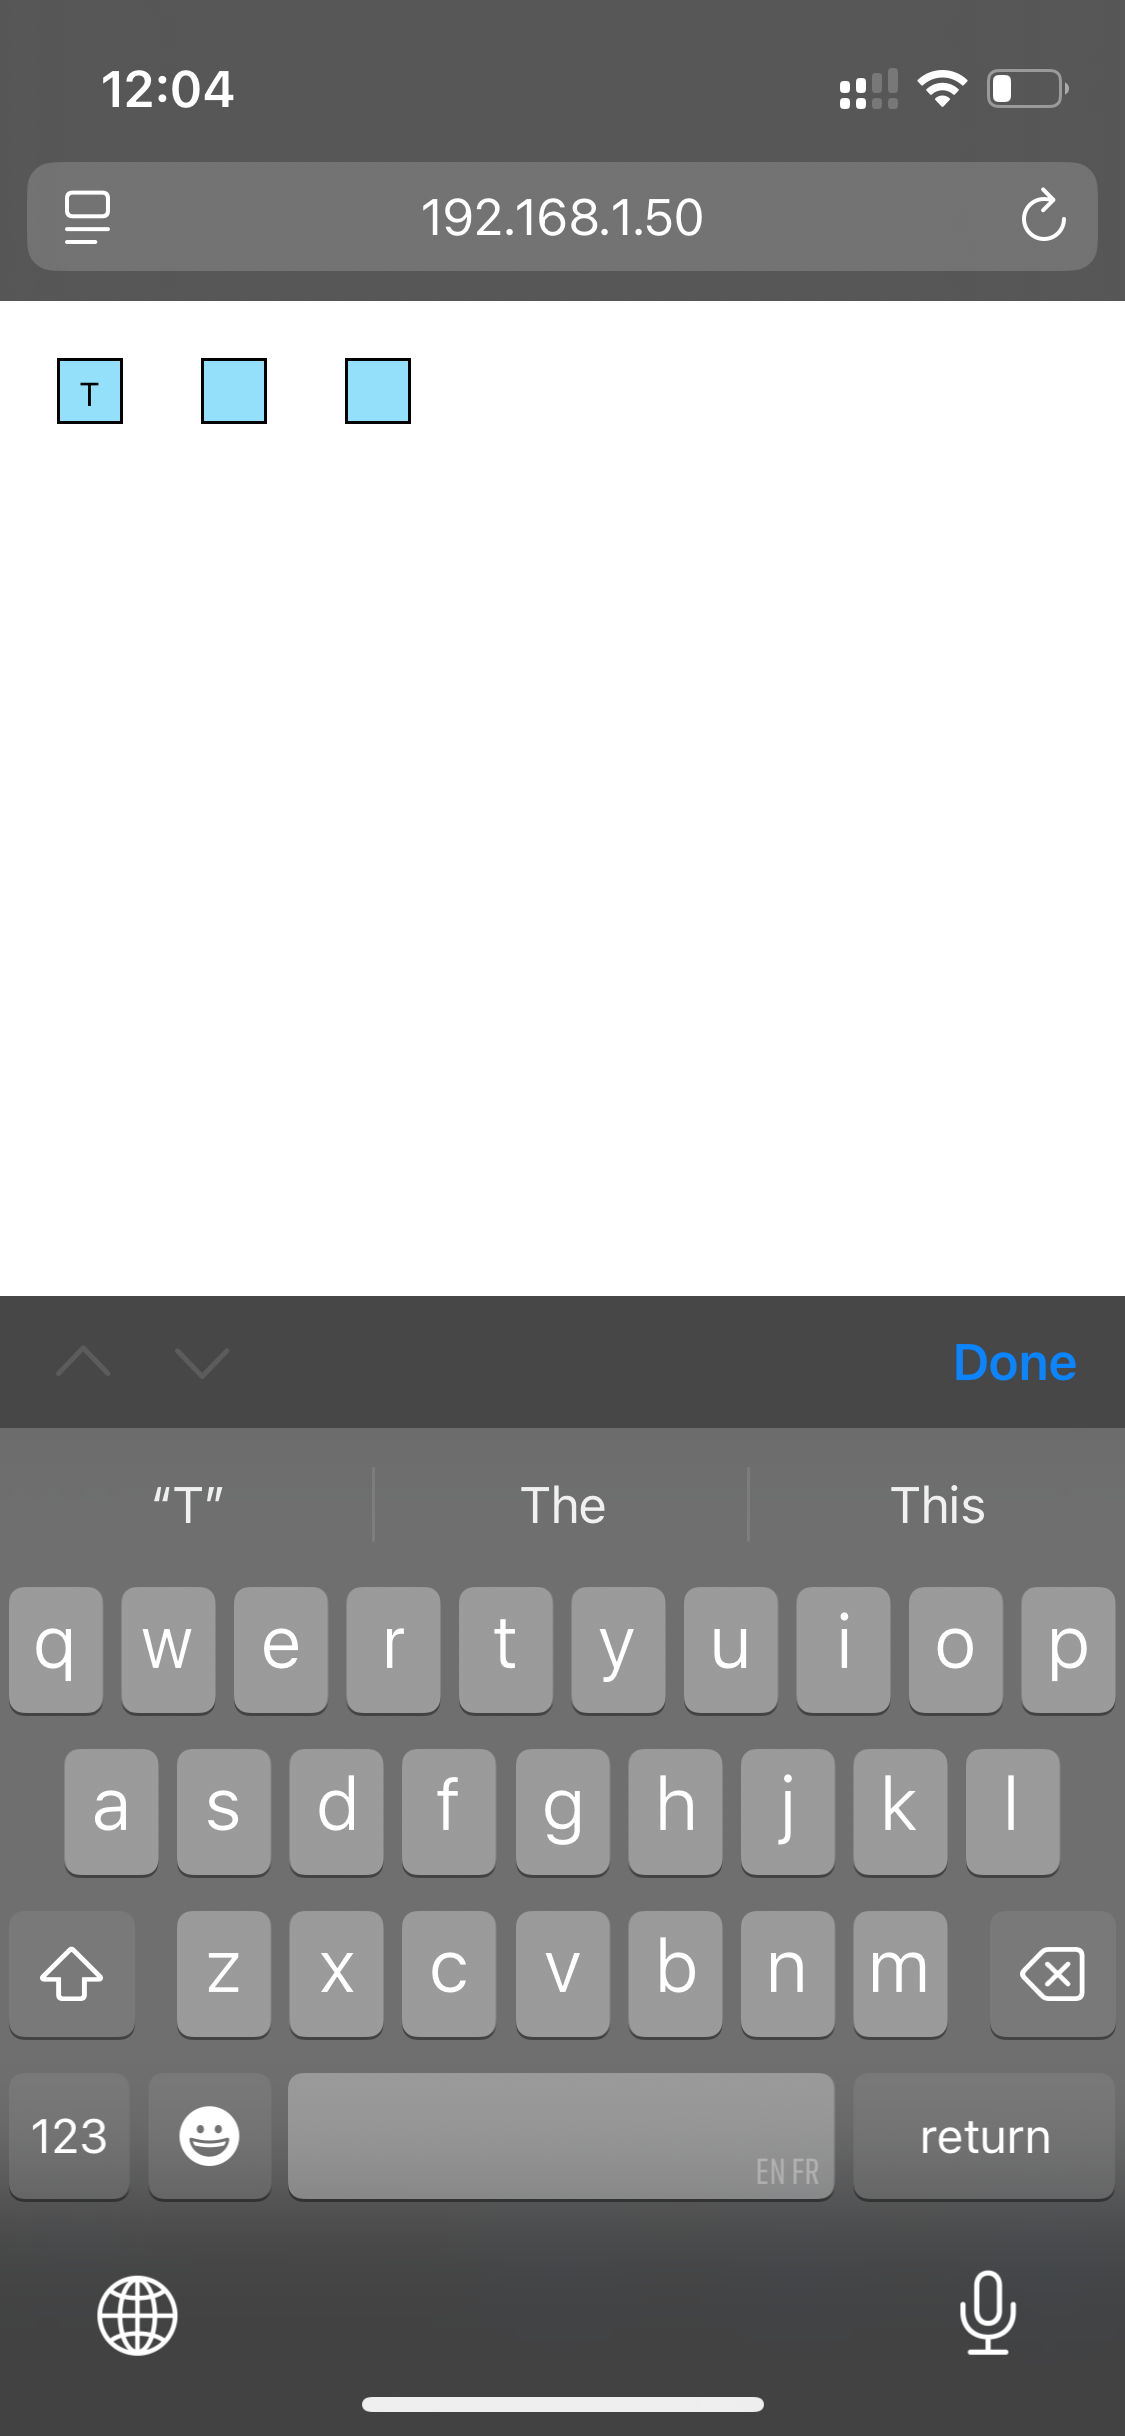 12:04
192.168.1.50
T
Done
“T” The This
q w e r t y u i o p
a s d f g h j k l
z x c v b n m
123 EN FR return